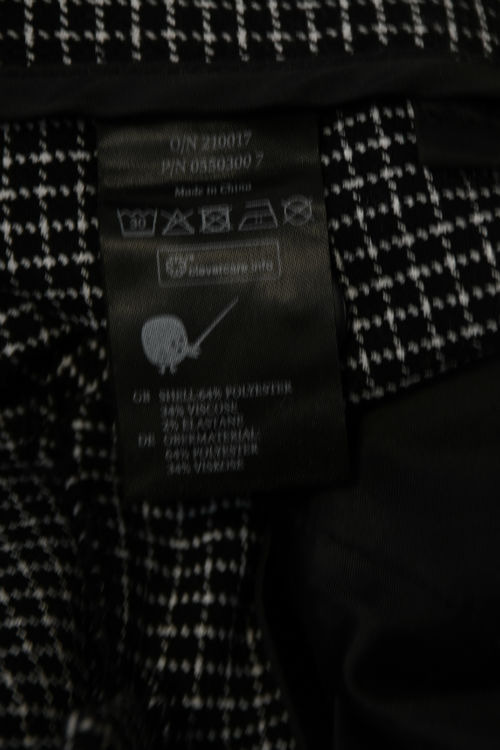 O/N 210017
P/N 0550300 7
Made in China
30
clevercare.info
GB SHELL:64% POLYESTER
34% VISCOSE
2% ELASTANE
DE OBERMATERIAL:
64% POLYESTER
34% VISKOSE